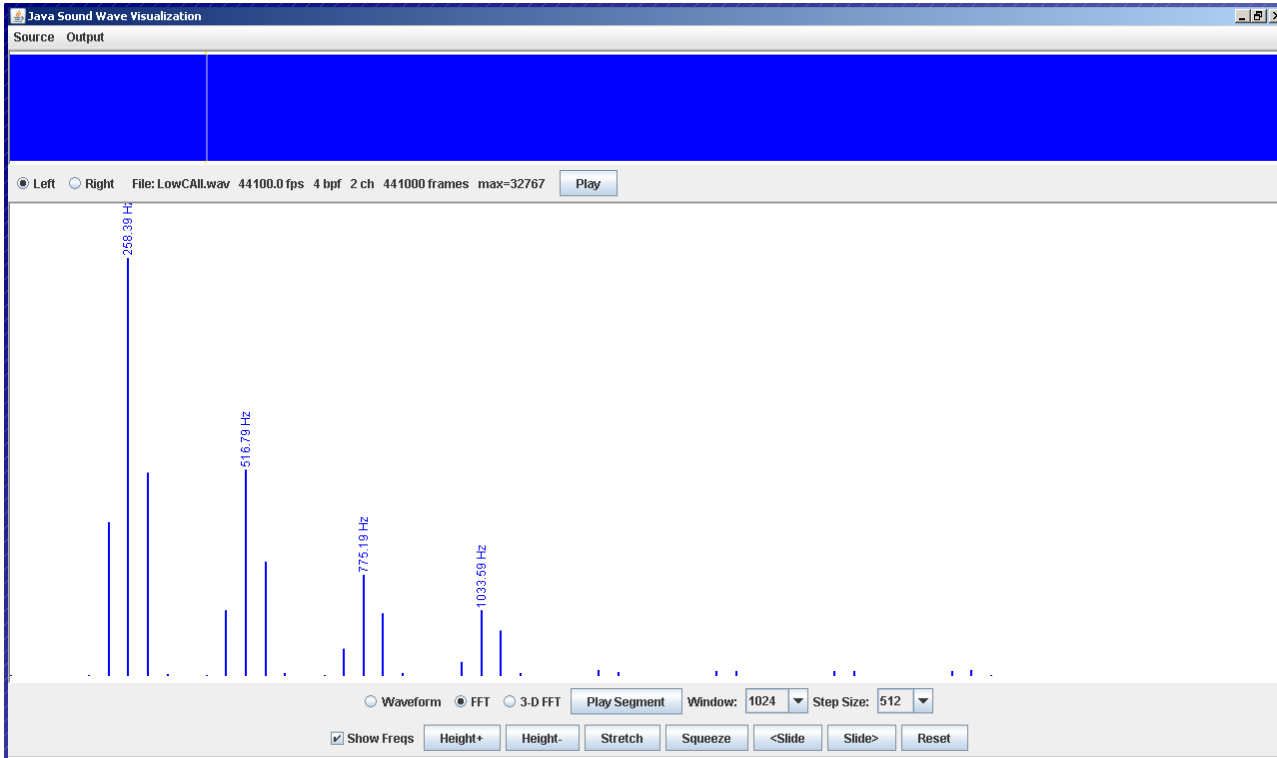 Java Sound Wave Visualization
Source Output
Left Right File: LowCAll.wav 44100.0 fps 4 bpf 2 ch 441000 frames max=32767 Play
258.39 Hz
516.79 Hz
775.19 Hz
1033.59 Hz
Waveform FFT 3-D FFT Play Segment Window: 1024 Step Size: 512
Show Freqs Height+ Height- Stretch Squeeze <Slide Slide> Reset